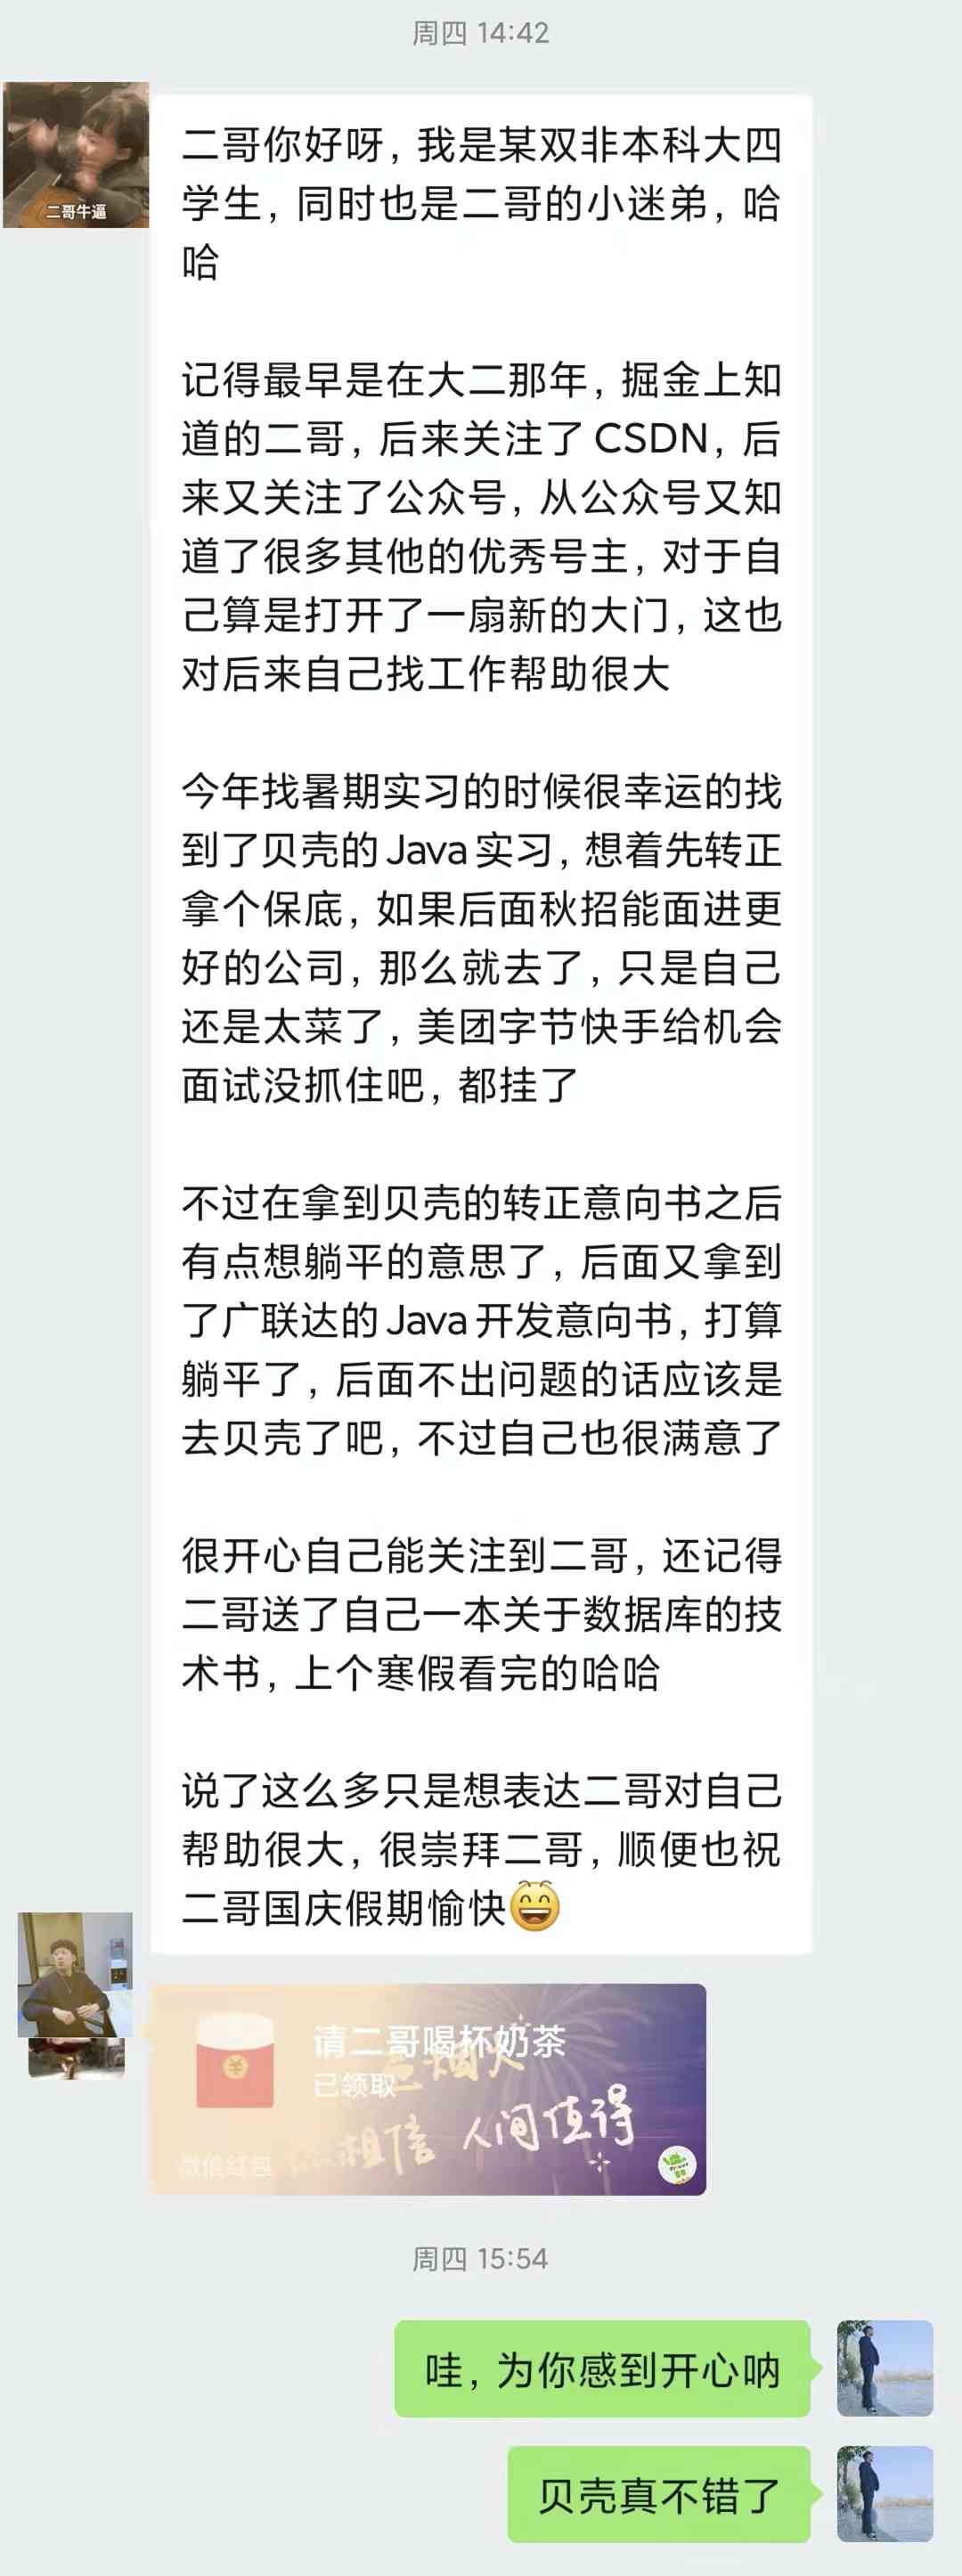 周四 14:42
二哥牛逼
二哥你好呀，我是某双非本科大四
学生，同时也是二哥的小迷弟，哈
哈
记得最早是在大二那年，掘金上知
道的二哥，后来关注了 CSDN，后
来又关注了公众号，从公众号又知
道了很多其他的优秀号主，对于自
己算是打开了一扇新的大门，这也
对后来自己找工作帮助很大
今年找暑期实习的时候很幸运的找
到了贝壳的 Java 实习，想着先转正
拿个保底，如果后面秋招能面进更
好的公司，那么就去了，只是自己
还是太菜了，美团字节快手给机会
面试没抓住吧，都挂了
不过在拿到贝壳的转正意向书之后
有点想躺平的意思了，后面又拿到
了广联达的 Java 开发意向书，打算
躺平了，后面不出问题的话应该是
去贝壳了吧，不过自己也很满意了
很开心自己能关注到二哥，还记得
二哥送了自己一本关于数据库的技
术书，上个寒假看完的哈哈
说了这么多只是想表达二哥对自己
帮助很大，很崇拜二哥，顺便也祝
二哥国庆假期愉快😄
请二哥喝杯奶茶
已领取
相信 人间值得
微信红包
周四 15:54
哇，为你感到开心呐
贝壳真不错了